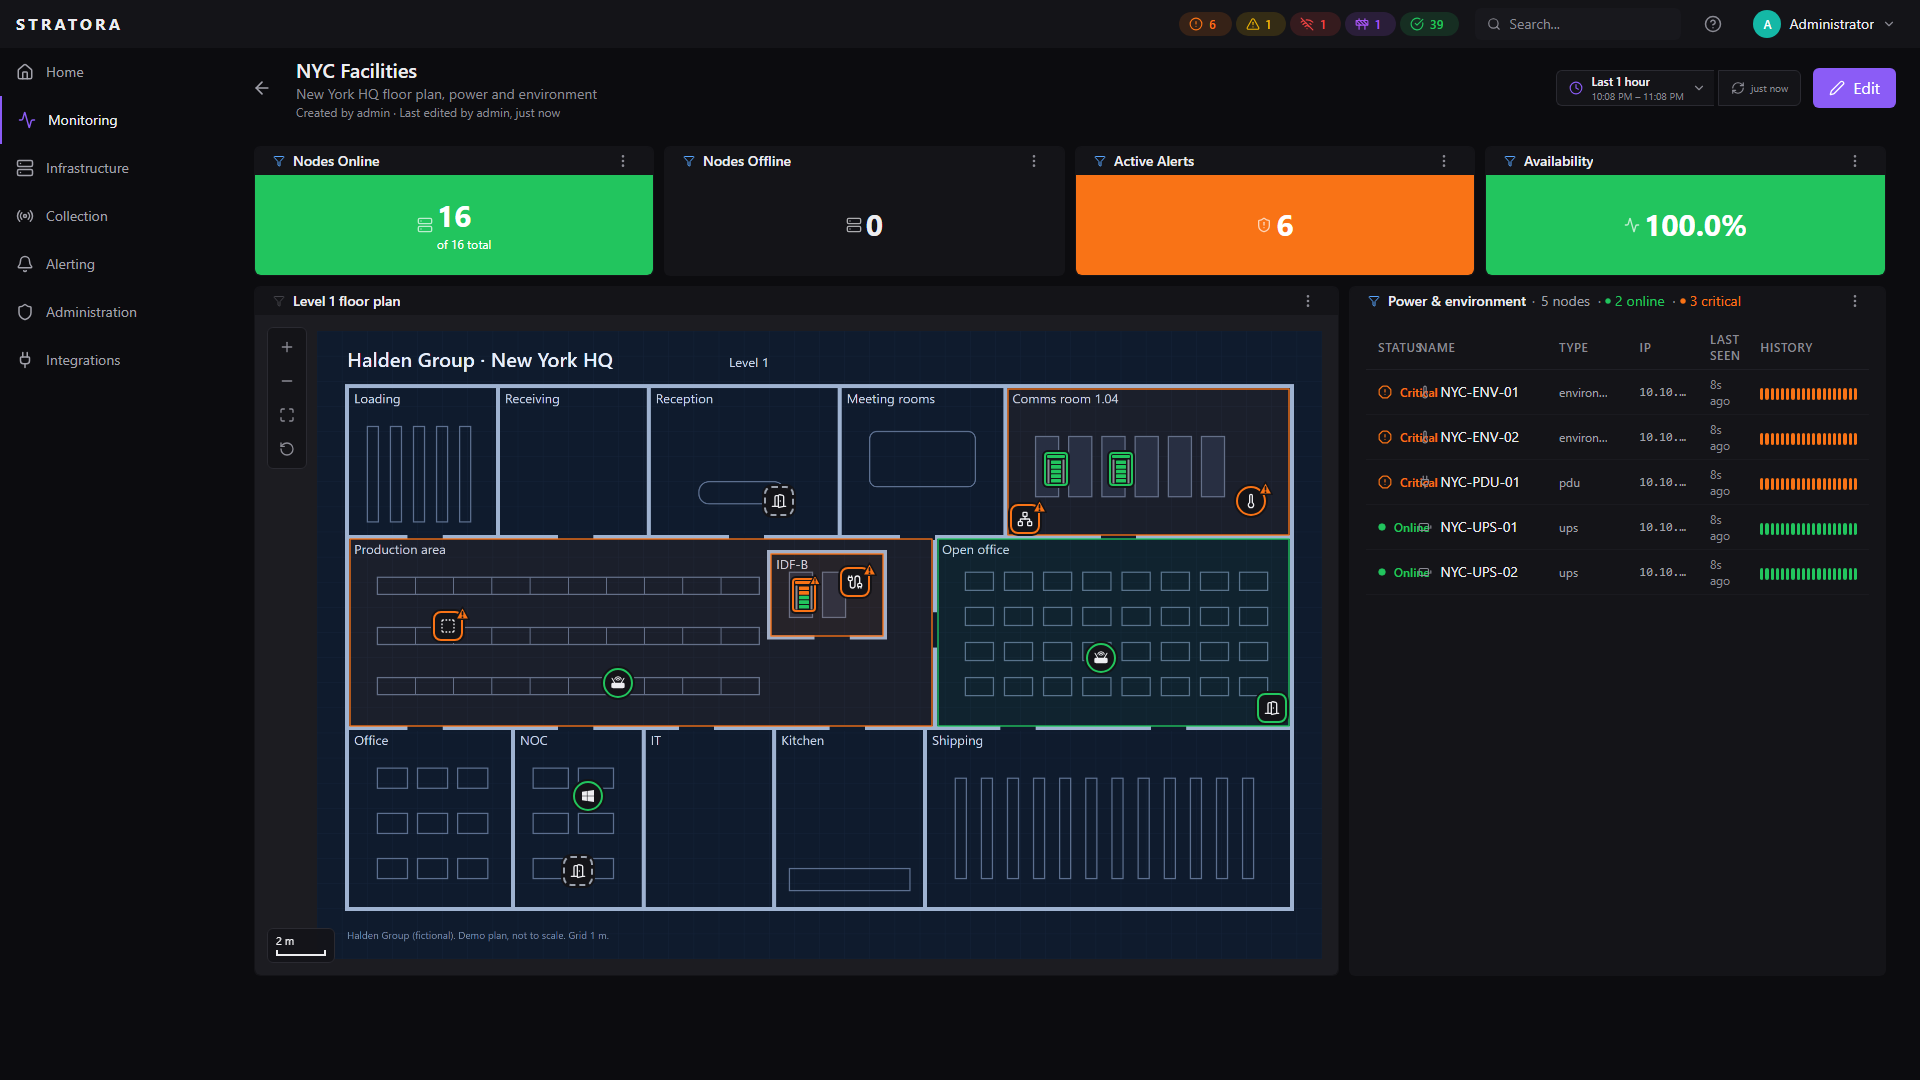 STRATORA
6
1
1
1
39
Search...
A
Administrator
Home
Monitoring
Infrastructure
Collection
Alerting
Administration
Integrations
NYC Facilities
New York HQ floor plan, power and environment
Created by admin · Last edited by admin, just now
Last 1 hour
10:08 PM – 11:08 PM
just now
Edit
Nodes Online
16
of 16 total
Nodes Offline
0
Active Alerts
6
Availability
100.0%
Level 1 floor plan
Halden Group · New York HQ
Level 1
Loading
Receiving
Reception
Meeting rooms
Comms room 1.04
Production area
IDF-B
Open office
Office
NOC
IT
Kitchen
Shipping
2 m
Halden Group (fictional). Demo plan, not to scale. Grid 1 m.
Power & environment · 5 nodes · 2 online · 3 critical
STATUS NAME TYPE IP LAST SEEN HISTORY
Critical NYC-ENV-01 environ... 10.10.... 8s ago
Critical NYC-ENV-02 environ... 10.10.... 8s ago
Critical NYC-PDU-01 pdu 10.10.... 8s ago
Online NYC-UPS-01 ups 10.10.... 8s ago
Online NYC-UPS-02 ups 10.10.... 8s ago